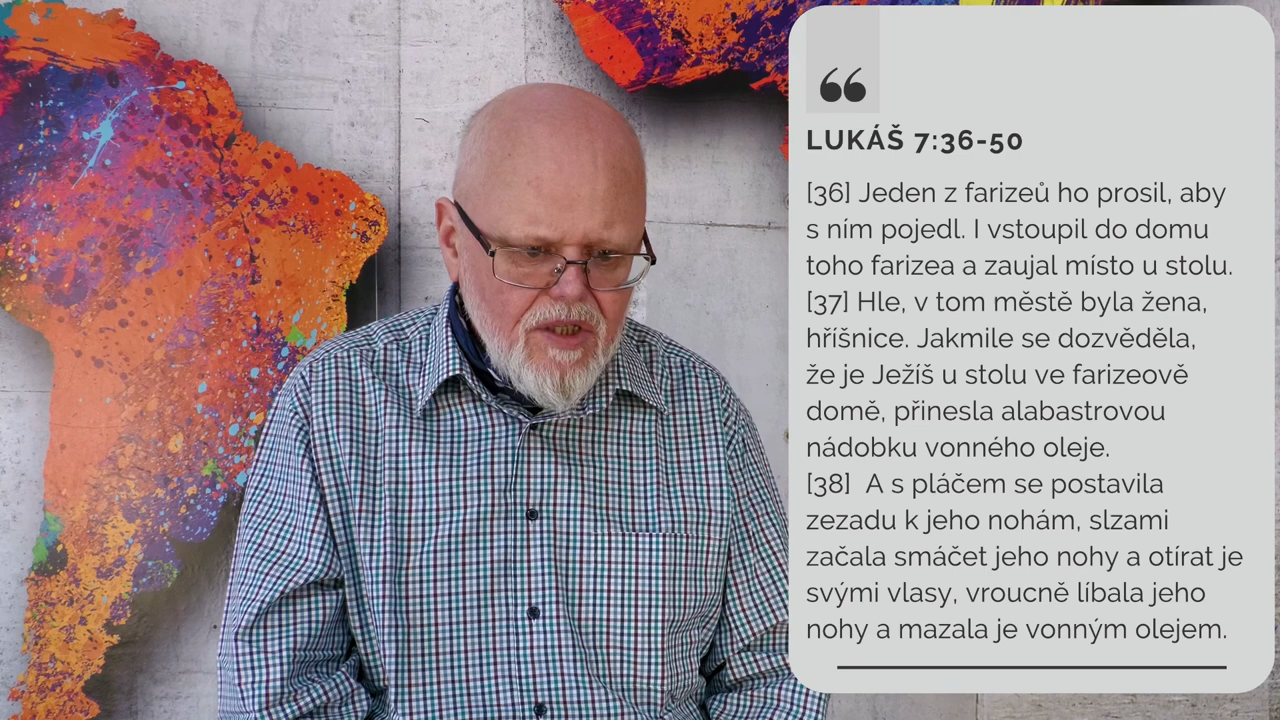 ❝
LUKÁŠ 7:36-50
[36] Jeden z farizeů ho prosil, aby
s ním pojedl. I vstoupil do domu
toho farizea a zaujal místo u stolu.
[37] Hle, v tom městě byla žena,
hříšnice. Jakmile se dozvěděla,
že je Ježíš u stolu ve farizeově
domě, přinesla alabastrovou
nádobku vonného oleje.
[38]  A s pláčem se postavila
zezadu k jeho nohám, slzami
začala smáčet jeho nohy a otírat je
svými vlasy, vroucně líbala jeho
nohy a mazala je vonným olejem.